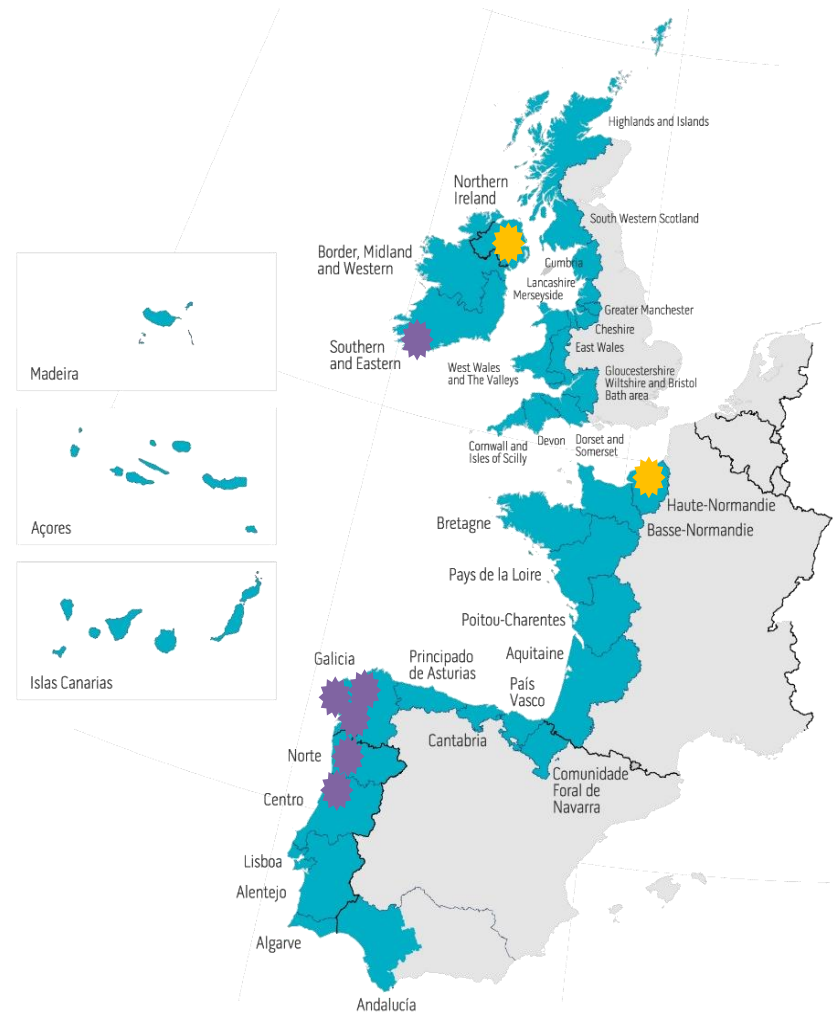 Highlands and Islands
Northern
Ireland
South Western Scotland
Border, Midland
and Western
Cumbria
Lancashire
Merseyside
Greater Manchester
Cheshire
East Wales
Southern
and Eastern
West Wales
and The Valleys
Gloucestershire
Wiltshire and Bristol
Bath area
Madeira
Cornwall and
Isles of Scilly
Devon
Dorset and
Somerset
Açores
Haute-Normandie
Basse-Normandie
Bretagne
Pays de la Loire
Poitou-Charentes
Islas Canarias
Galicia
Principado
de Asturias
Aquitaine
País
Vasco
Cantabria
Norte
Comunidade
Foral de
Navarra
Centro
Lisboa
Alentejo
Algarve
Andalucía